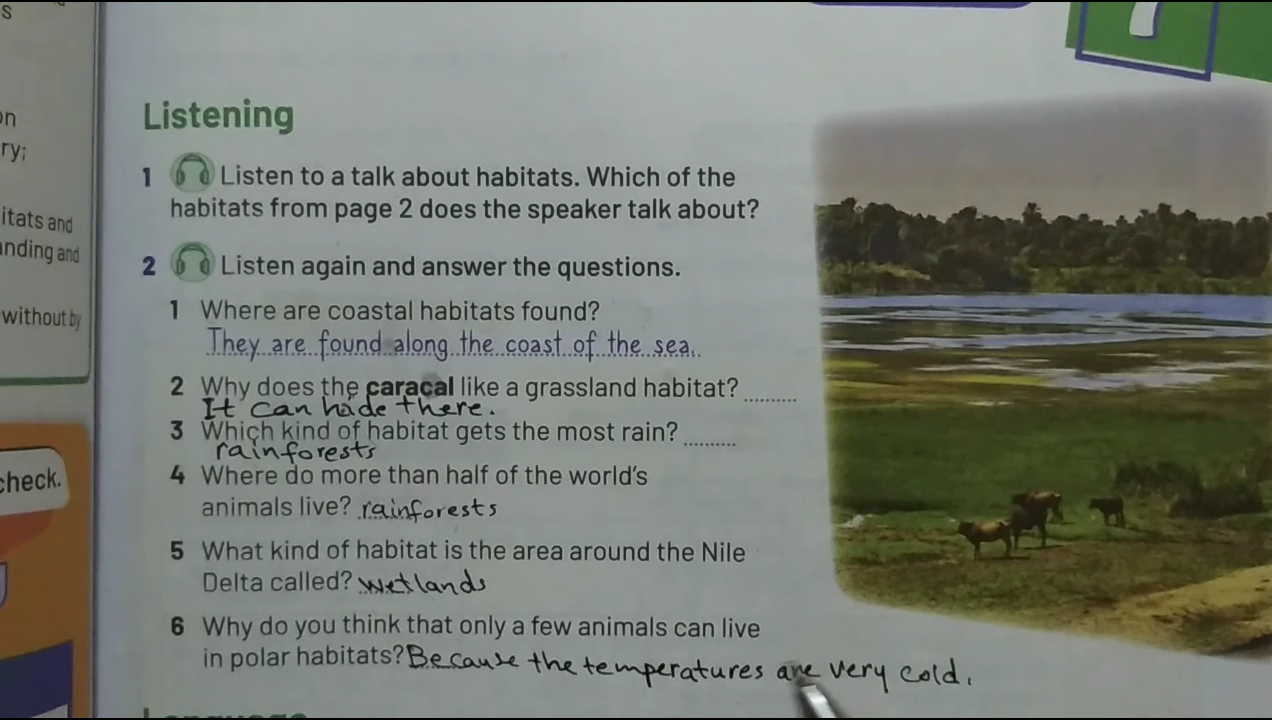 s
7
on
ry;
itats and
anding and
without by
check.
Listening
1 Listen to a talk about habitats. Which of the
habitats from page 2 does the speaker talk about?
2 Listen again and answer the questions.
1 Where are coastal habitats found?
They are found along the coast of the sea.
2 Why does the caracal like a grassland habitat?
It can hide there.
3 Which kind of habitat gets the most rain?
rainforests
4 Where do more than half of the world's
animals live? rainforests
5 What kind of habitat is the area around the Nile
Delta called? wetlands
6 Why do you think that only a few animals can live
in polar habitats? Because the temperatures are very cold.